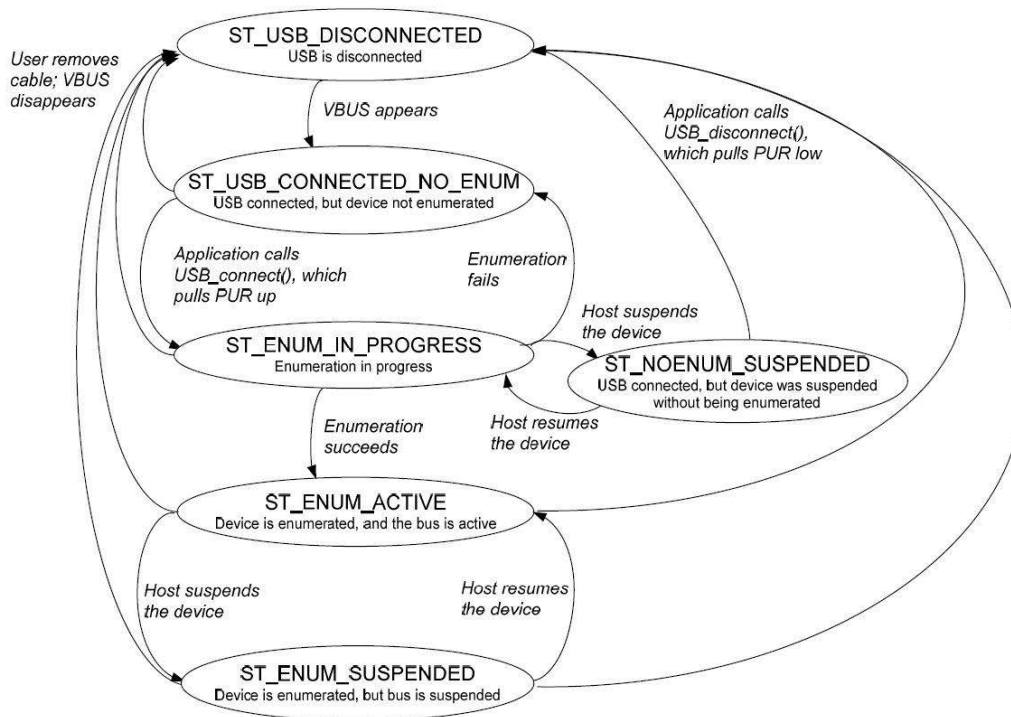 ST_USB_DISCONNECTED
USB is disconnected
User removes
cable; VBUS
disappears
VBUS appears
Application calls
USB_disconnect(),
which pulls PUR low
ST_USB_CONNECTED_NO_ENUM
USB connected, but device not enumerated
Application calls
USB_connect(), which
pulls PUR up
Enumeration
fails
Host suspends
the device
ST_ENUM_IN_PROGRESS
Enumeration in progress
ST_NOENUM_SUSPENDED
USB connected, but device was suspended
without being enumerated
Host resumes
the device
Enumeration
succeeds
ST_ENUM_ACTIVE
Device is enumerated, and the bus is active
Host suspends
the device
Host resumes
the device
ST_ENUM_SUSPENDED
Device is enumerated, but bus is suspended